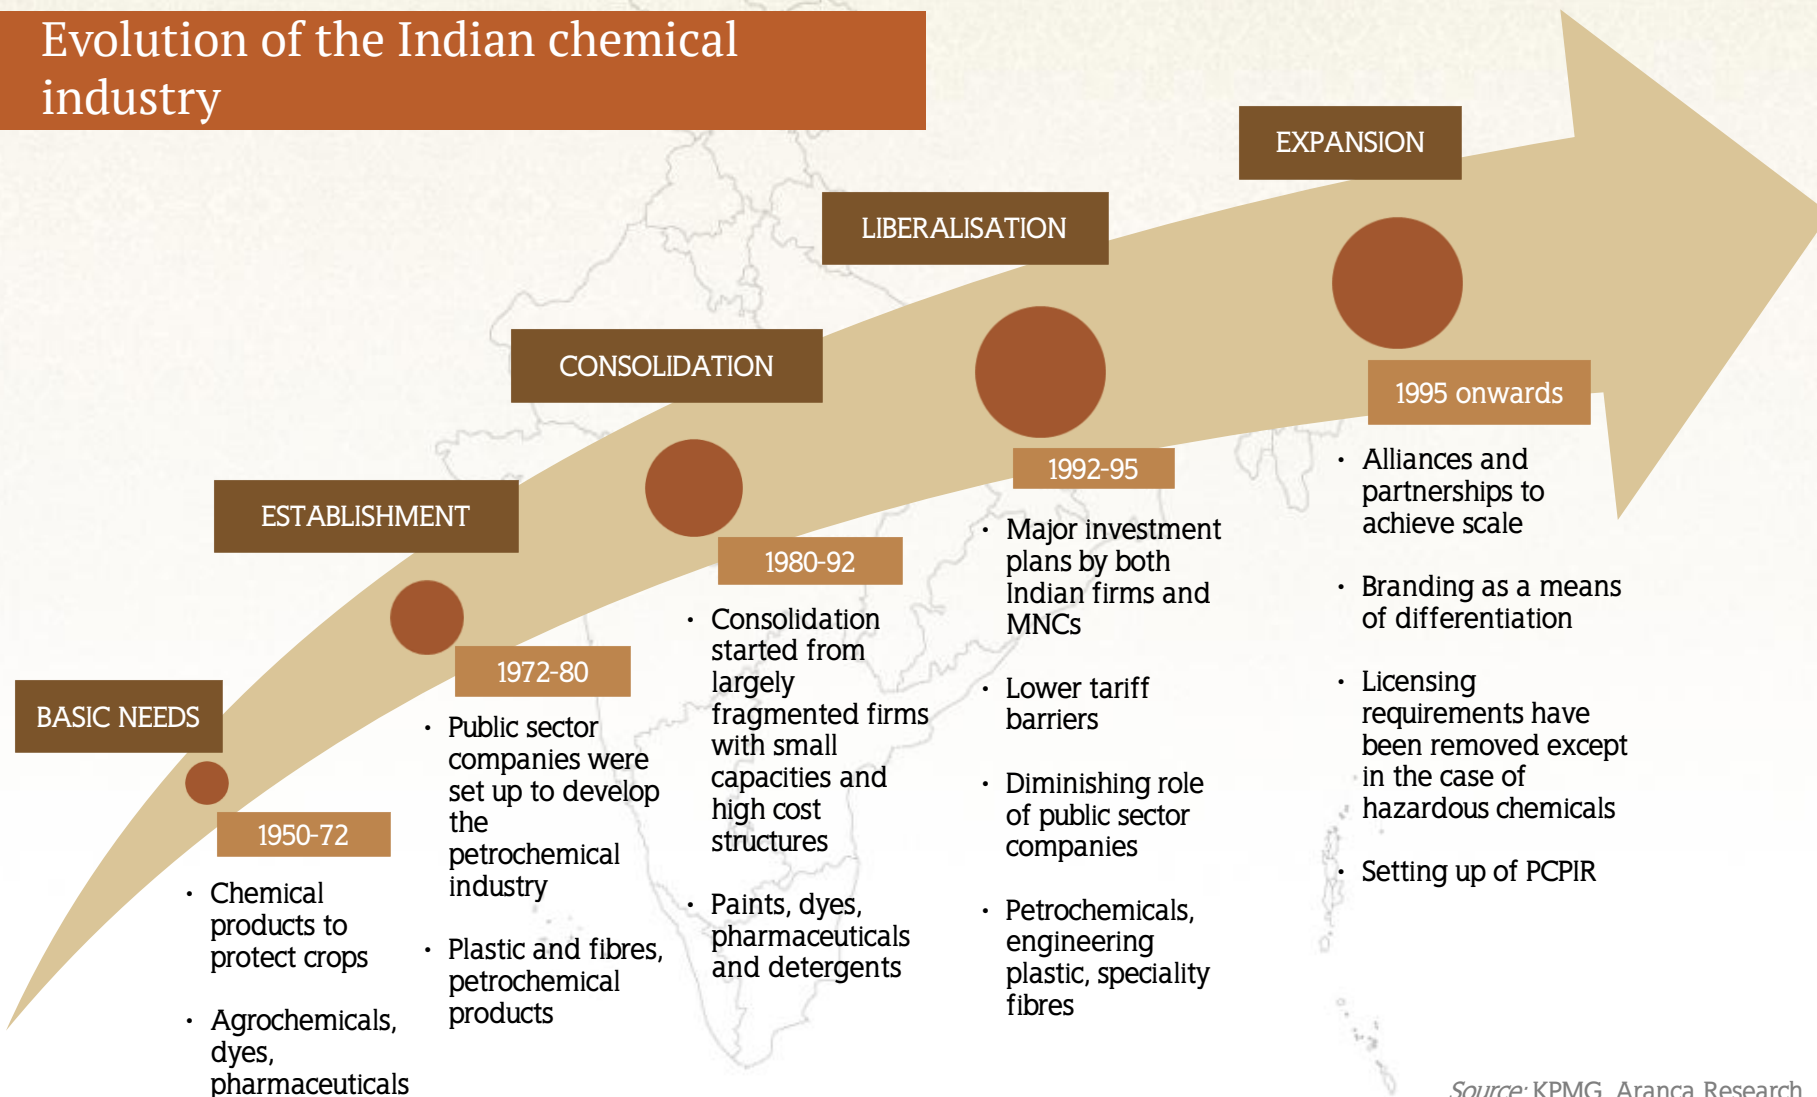 Evolution of the Indian chemical
industry
BASIC NEEDS
1950-72
• Chemical
products to
protect crops
• Agrochemicals,
dyes,
pharmaceuticals
ESTABLISHMENT
1972-80
• Public sector
companies were
set up to develop
the
petrochemical
industry
• Plastic and fibres,
petrochemical
products
CONSOLIDATION
1980-92
• Consolidation
started from
largely
fragmented firms
with small
capacities and
high cost
structures
• Paints, dyes,
pharmaceuticals
and detergents
LIBERALISATION
1992-95
• Major investment
plans by both
Indian firms and
MNCs
• Lower tariff
barriers
• Diminishing role
of public sector
companies
• Petrochemicals,
engineering
plastic, speciality
fibres
EXPANSION
1995 onwards
• Alliances and
partnerships to
achieve scale
• Branding as a means
of differentiation
• Licensing
requirements have
been removed except
in the case of
hazardous chemicals
• Setting up of PCPIR
Source: KPMG, Aranca Research